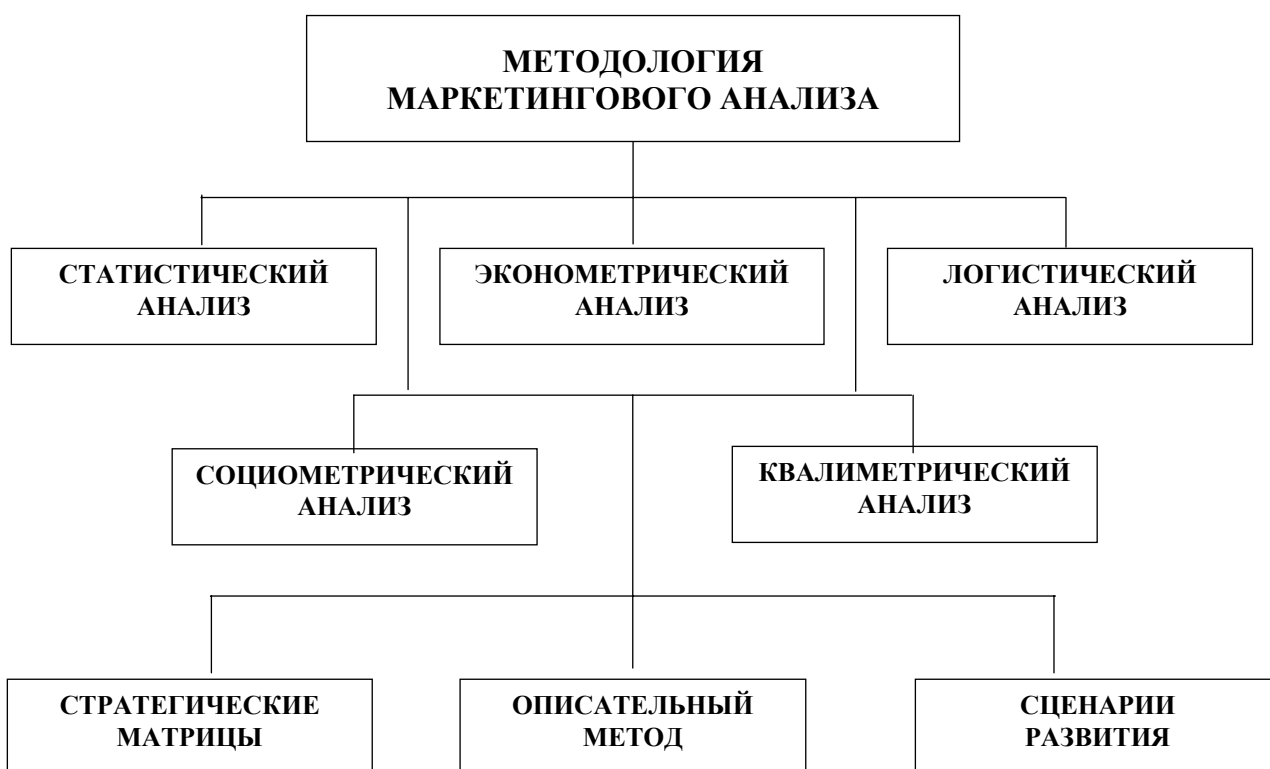 МЕТОДОЛОГИЯ
МАРКЕТИНГОВОГО АНАЛИЗА
СТАТИСТИЧЕСКИЙ
АНАЛИЗ
ЭКОНОМЕТРИЧЕСКИЙ
АНАЛИЗ
ЛОГИСТИЧЕСКИЙ
АНАЛИЗ
СОЦИОМЕТРИЧЕСКИЙ
АНАЛИЗ
КВАЛИМЕТРИЧЕСКИЙ
АНАЛИЗ
СТРАТЕГИЧЕСКИЕ
МАТРИЦЫ
ОПИСАТЕЛЬНЫЙ
МЕТОД
СЦЕНАРИИ
РАЗВИТИЯ